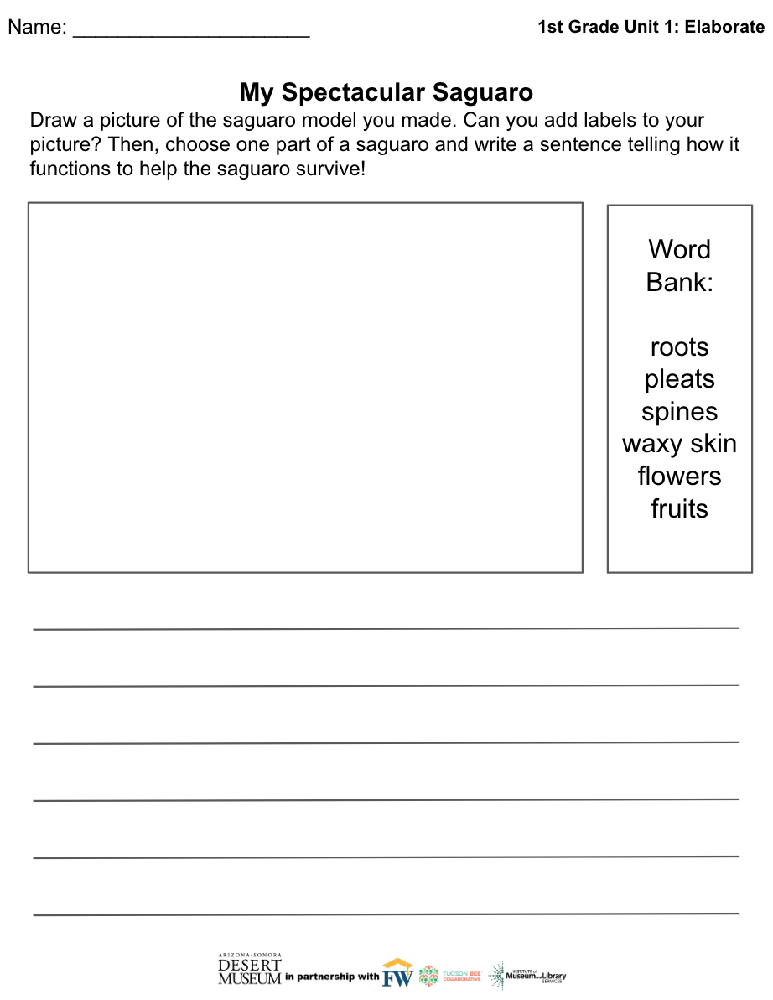 Name: _____________________
1st Grade Unit 1: Elaborate
My Spectacular Saguaro
Draw a picture of the saguaro model you made. Can you add labels to your
picture? Then, choose one part of a saguaro and write a sentence telling how it
functions to help the saguaro survive!
Word
Bank:
roots
pleats
spines
waxy skin
flowers
fruits
ARIZONA-SONORA
DESERT
MUSEUM
in partnership with
FW
TUCSON BEE
COLLABORATIVE
INSTITUTE of
Museum and Library
SERVICES